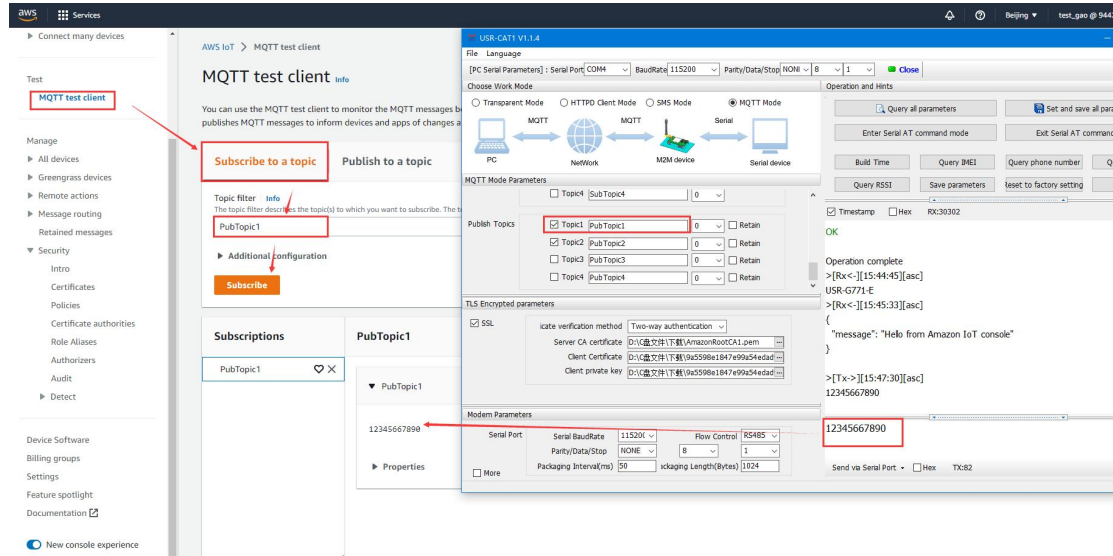 aws
Services
Beijing ▼
test_gao @ 944
Connect many devices
Test
MQTT test client
Manage
All devices
Greengrass devices
Remote actions
Message routing
Retained messages
Security
Intro
Certificates
Policies
Certificate authorities
Role Aliases
Authorizers
Audit
Detect
Device Software
Billing groups
Settings
Feature spotlight
Documentation
New console experience
AWS IoT > MQTT test client
MQTT test client Info
You can use the MQTT test client to monitor the MQTT messages b
publishes MQTT messages to inform devices and apps of changes a
Subscribe to a topic
Publish to a topic
Topic filter Info
The topic filter describes the topic(s) to which you want to subscribe. The t
PubTopic1
Additional configuration
Subscribe
Subscriptions
PubTopic1
PubTopic1
PubTopic1
12345667890
Properties
USR-CAT1 V1.1.4
File Language
[PC Serial Parameters] : Serial Port COM4 BaudRate 115200 Parity/Data/Stop NONI 8 1 Close
Choose Work Mode
Transparent Mode HTTPD Client Mode SMS Mode MQTT Mode
MQTT MQTT Serial
PC NetWork M2M device Serial device
MQTT Mode Parameters
Topic4 SubTopic4 0
Publish Topics
Topic1 PubTopic1 0 Retain
Topic2 PubTopic2 0 Retain
Topic3 PubTopic3 0 Retain
Topic4 PubTopic4 0 Retain
TLS Encrypted parameters
SSL
icate verification method Two-way authentication
Server CA certificate D:\C盘文件\下载\AmazonRootCA1.pem ...
Client Certificate D:\C盘文件\下载\9a5598e1847e99a54edad ...
Client private key D:\C盘文件\下载\9a5598e1847e99a54edad ...
Modem Parameters
Serial Port
Serial BaudRate 11520( Flow Control RS485
Parity/Data/Stop NONE 8 1
More
Packaging Interval(ms) 50 ickaging Length(Bytes) 1024
Operation and Hints
Query all parameters
Set and save all para
Enter Serial AT command mode
Exit Serial AT comman
Build Time
Query IMEI
Query phone number
Q
Query RSSI
Save parameters
Reset to factory setting
Timestamp Hex RX:30302
OK
Operation complete
>[Rx<-][15:44:45][asc]
USR-G771-E
>[Rx<-][15:45:33][asc]
{
"message": "Hello from Amazon IoT console"
}
>[Tx->][15:47:30][asc]
12345667890
12345667890
Send via Serial Port Hex TX:82